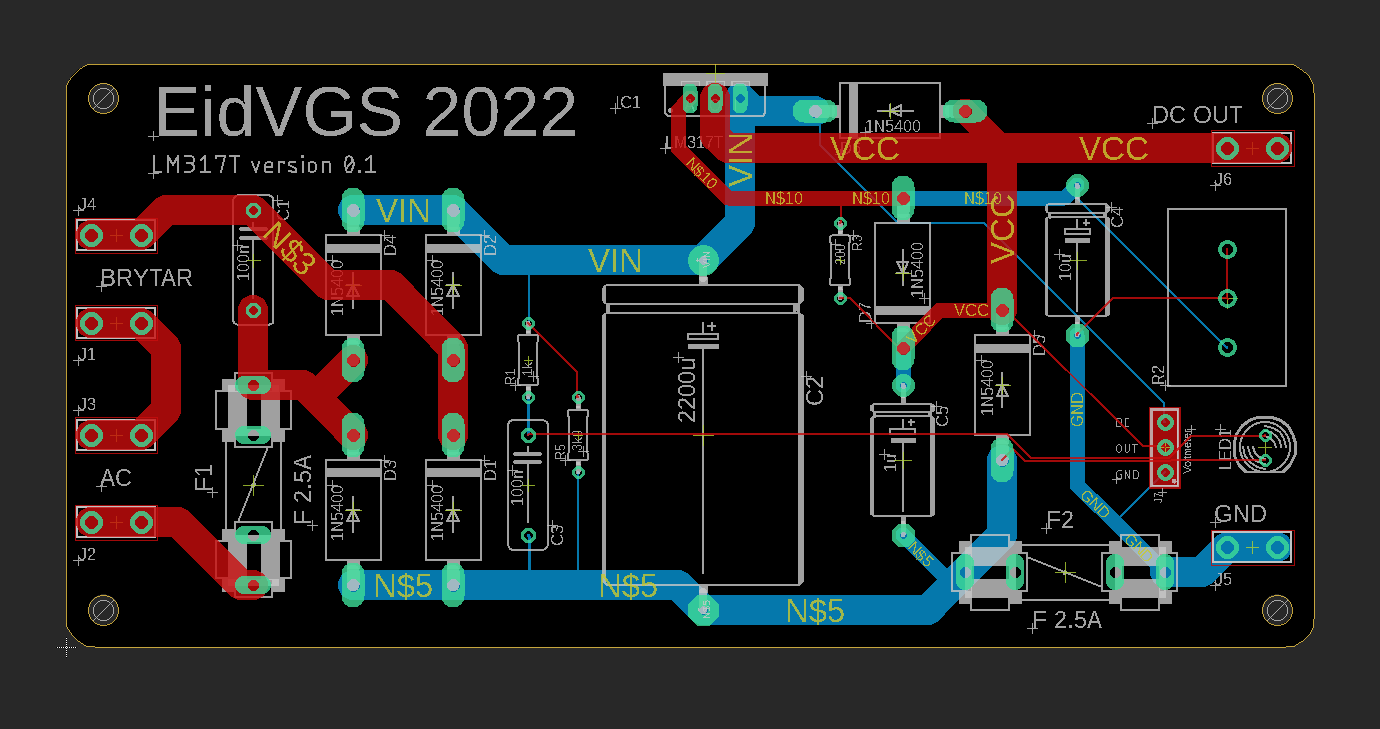 EidVGS 2022
LM317T version 0.1
IC1
LM317T
1N5400
DC OUT
J6
VCC
VCC
VIN
N$10
N$10
N$10
N$10
J4
BRYTAR
C1
100n
N$3
VIN
D4
1N5400
D2
1N5400
VIN
VIN
R3
200
D7
1N5400
VCC
VCC
VCC
C4
10u
D5
1N5400
R2
J1
J3
AC
J2
F1
F 2.5A
R1
1k
R5
3k9
C3
100n
D3
1N5400
D1
1N5400
2200u
C2
C5
1u
GND
GND
GND
DC
OUT
GND
Voltmeter
J7
LED1
GND
J5
F2
F 2.5A
N$5
N$5
N$5
N$5
N$5